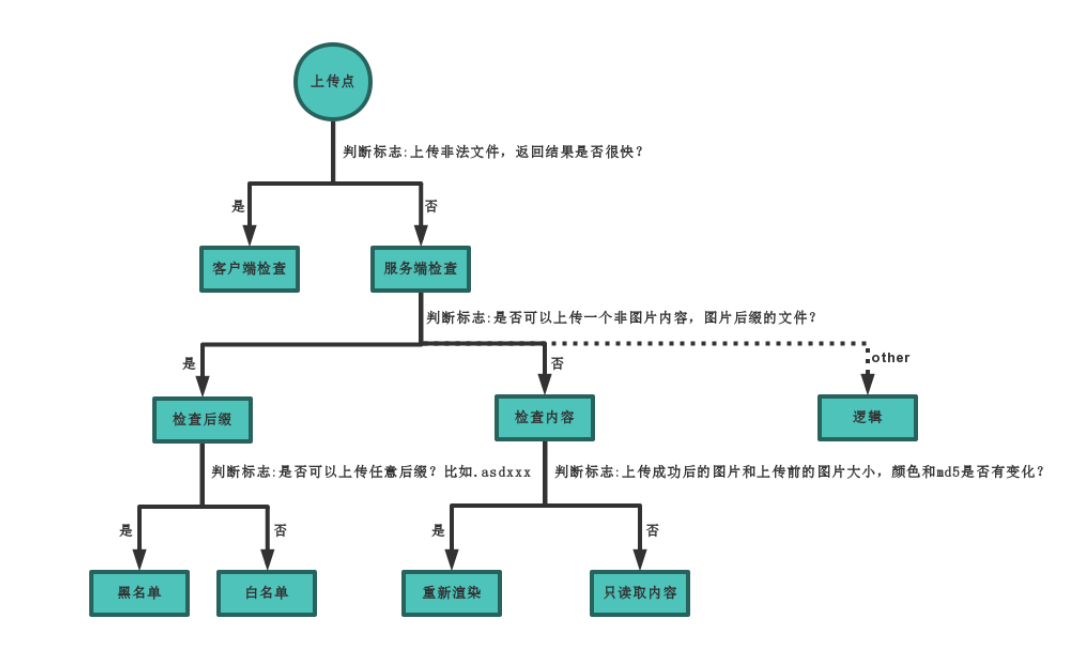 上传点
判断标志:上传非法文件，返回结果是否很快？
是
否
客户端检查
服务端检查
判断标志:是否可以上传一个非图片内容，图片后缀的文件？
是
否
other
检查后缀
检查内容
逻辑
判断标志:是否可以上传任意后缀？比如.asdxxx
判断标志:上传成功后的图片和上传前的图片大小，颜色和md5是否有变化？
是
否
是
否
黑名单
白名单
重新渲染
只读取内容